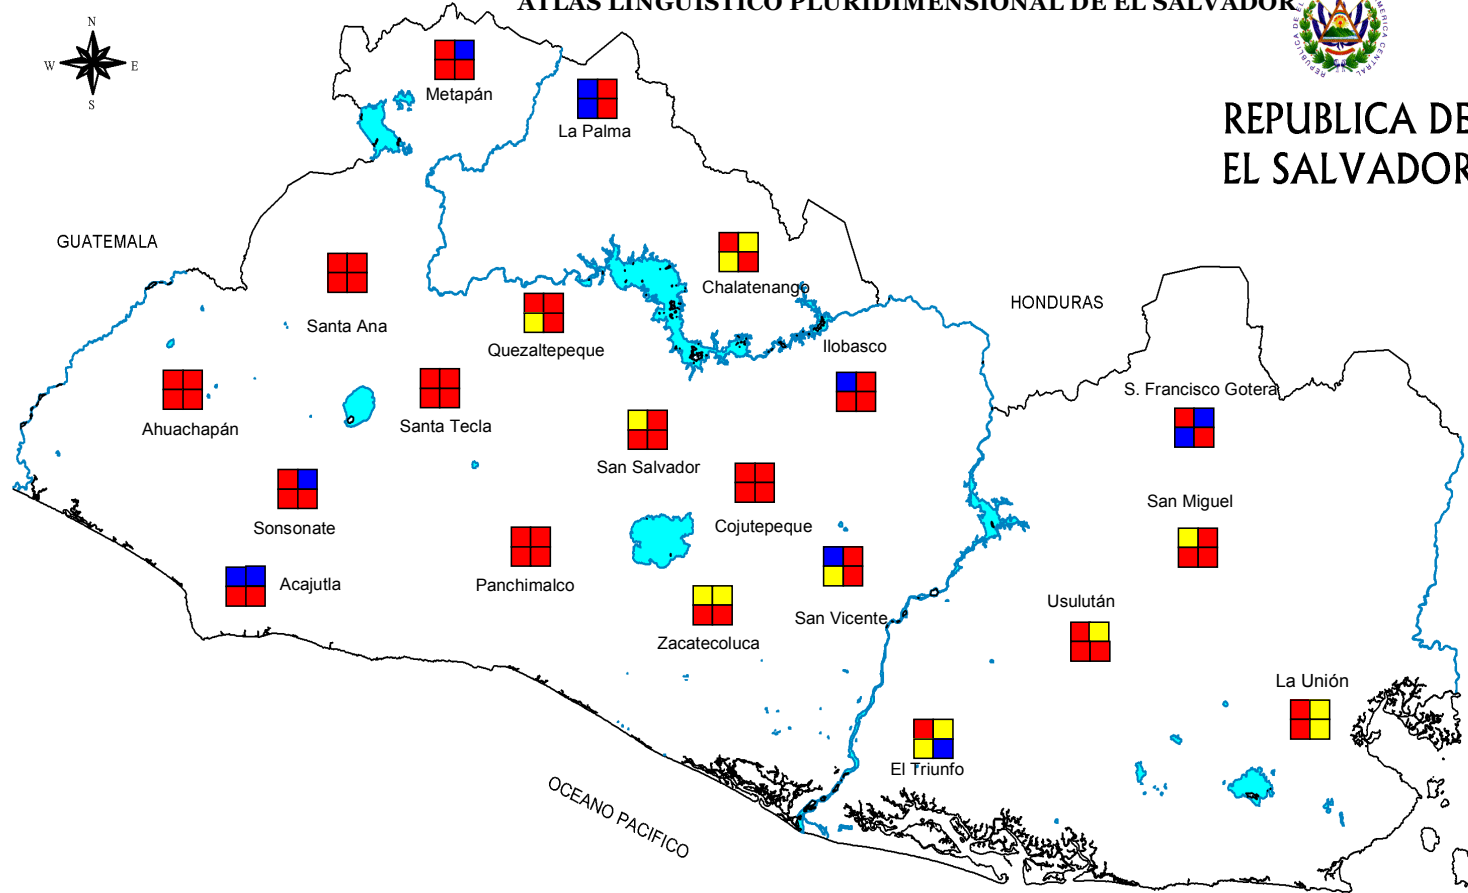 ATLAS LINGÜÍSTICO PLURIDIMENSIONAL DE EL SALVADOR
N
W E
S
REPUBLICA DE
EL SALVADOR
Metapán
La Palma
GUATEMALA
Chalatenango
HONDURAS
Santa Ana
Quezaltepeque
Ilobasco
S. Francisco Gotera
Ahuachapán
Santa Tecla
San Salvador
San Miguel
Sonsonate
Cojutepeque
Acajutla
Panchimalco
Usulután
San Vicente
Zacatecoluca
La Unión
El Triunfo
OCEANO PACIFICO